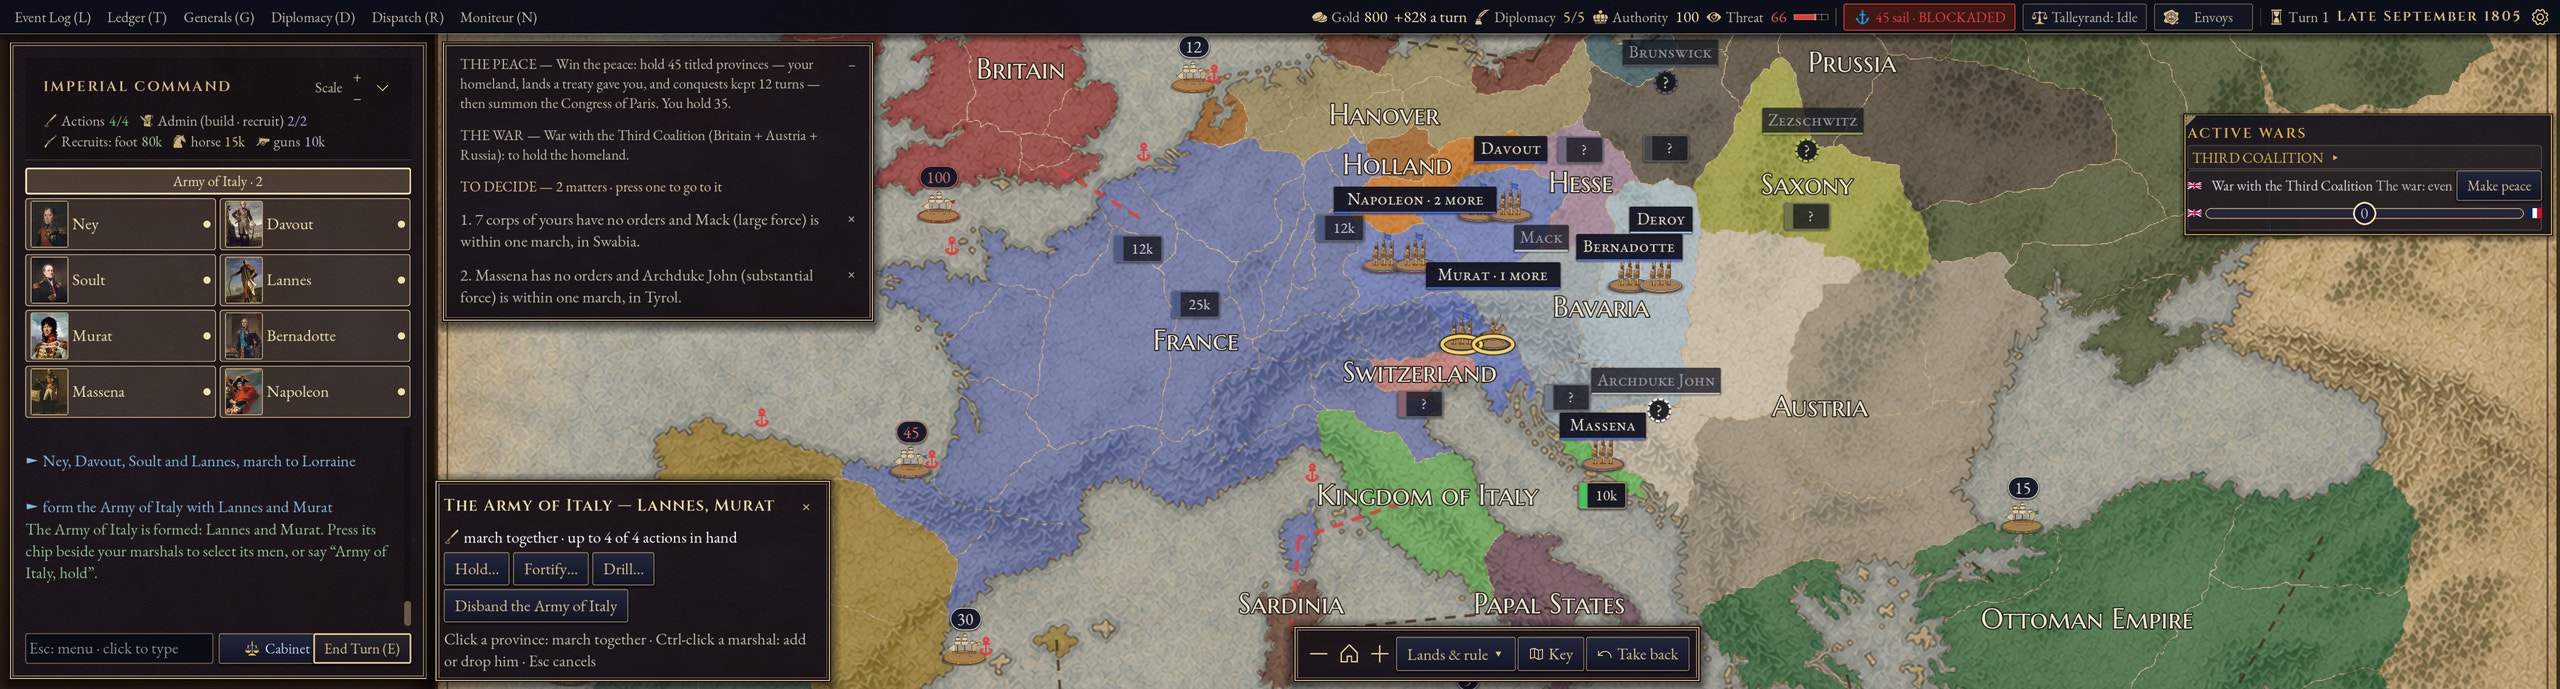 Event Log (L) Ledger (T) Generals (G) Diplomacy (D) Dispatch (R) Moniteur (N)
Gold 800 +828 a turn Diplomacy 5/5 Authority 100 Threat 66 45 sail · BLOCKADED Talleyrand: Idle Envoys Turn 1 LATE SEPTEMBER 1805
IMPERIAL COMMAND Scale + −
Actions 4/4 Admin (build · recruit) 2/2
Recruits: foot 80k horse 15k guns 10k
Army of Italy · 2
Ney Davout
Soult Lannes
Murat Bernadotte
Massena Napoleon
► Ney, Davout, Soult and Lannes, march to Lorraine
► form the Army of Italy with Lannes and Murat
The Army of Italy is formed: Lannes and Murat. Press its
chip beside your marshals to select its men, or say “Army of
Italy, hold”.
Esc: menu · click to type Cabinet End Turn (E)
THE PEACE — Win the peace: hold 45 titled provinces — your
homeland, lands a treaty gave you, and conquests kept 12 turns —
then summon the Congress of Paris. You hold 35.
THE WAR — War with the Third Coalition (Britain + Austria +
Russia): to hold the homeland.
TO DECIDE — 2 matters · press one to go to it
1. 7 corps of yours have no orders and Mack (large force) is ×
within one march, in Swabia.
2. Massena has no orders and Archduke John (substantial ×
force) is within one march, in Tyrol.
THE ARMY OF ITALY — LANNES, MURAT ×
march together · up to 4 of 4 actions in hand
Hold... Fortify... Drill...
Disband the Army of Italy
Click a province: march together · Ctrl-click a marshal: add
or drop him · Esc cancels
12
BRITAIN
BRUNSWICK
?
PRUSSIA
HANOVER
ZEZSCHWITZ
?
100
HOLLAND
DAVOUT
?
?
HESSE
SAXONY
?
NAPOLEON · 2 MORE
12k
12k
MACK
DEROY
BERNADOTTE
MURAT · 1 MORE
25k
BAVARIA
FRANCE
SWITZERLAND
?
?
ARCHDUKE JOHN
?
AUSTRIA
MASSENA
45
KINGDOM OF ITALY
10k
15
SARDINIA
PAPAL STATES
OTTOMAN EMPIRE
30
− + Lands & rule ▾ Key Take back
ACTIVE WARS
THIRD COALITION ▸
War with the Third Coalition The war: even Make peace
0